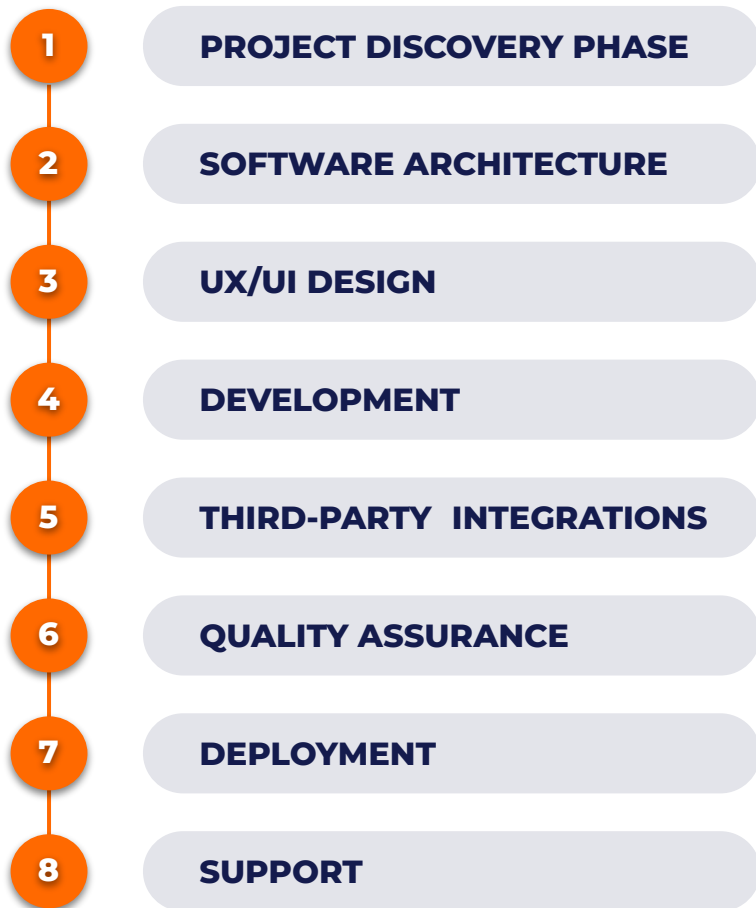 1 PROJECT DISCOVERY PHASE
2 SOFTWARE ARCHITECTURE
3 UX/UI DESIGN
4 DEVELOPMENT
5 THIRD-PARTY  INTEGRATIONS
6 QUALITY ASSURANCE
7 DEPLOYMENT
8 SUPPORT